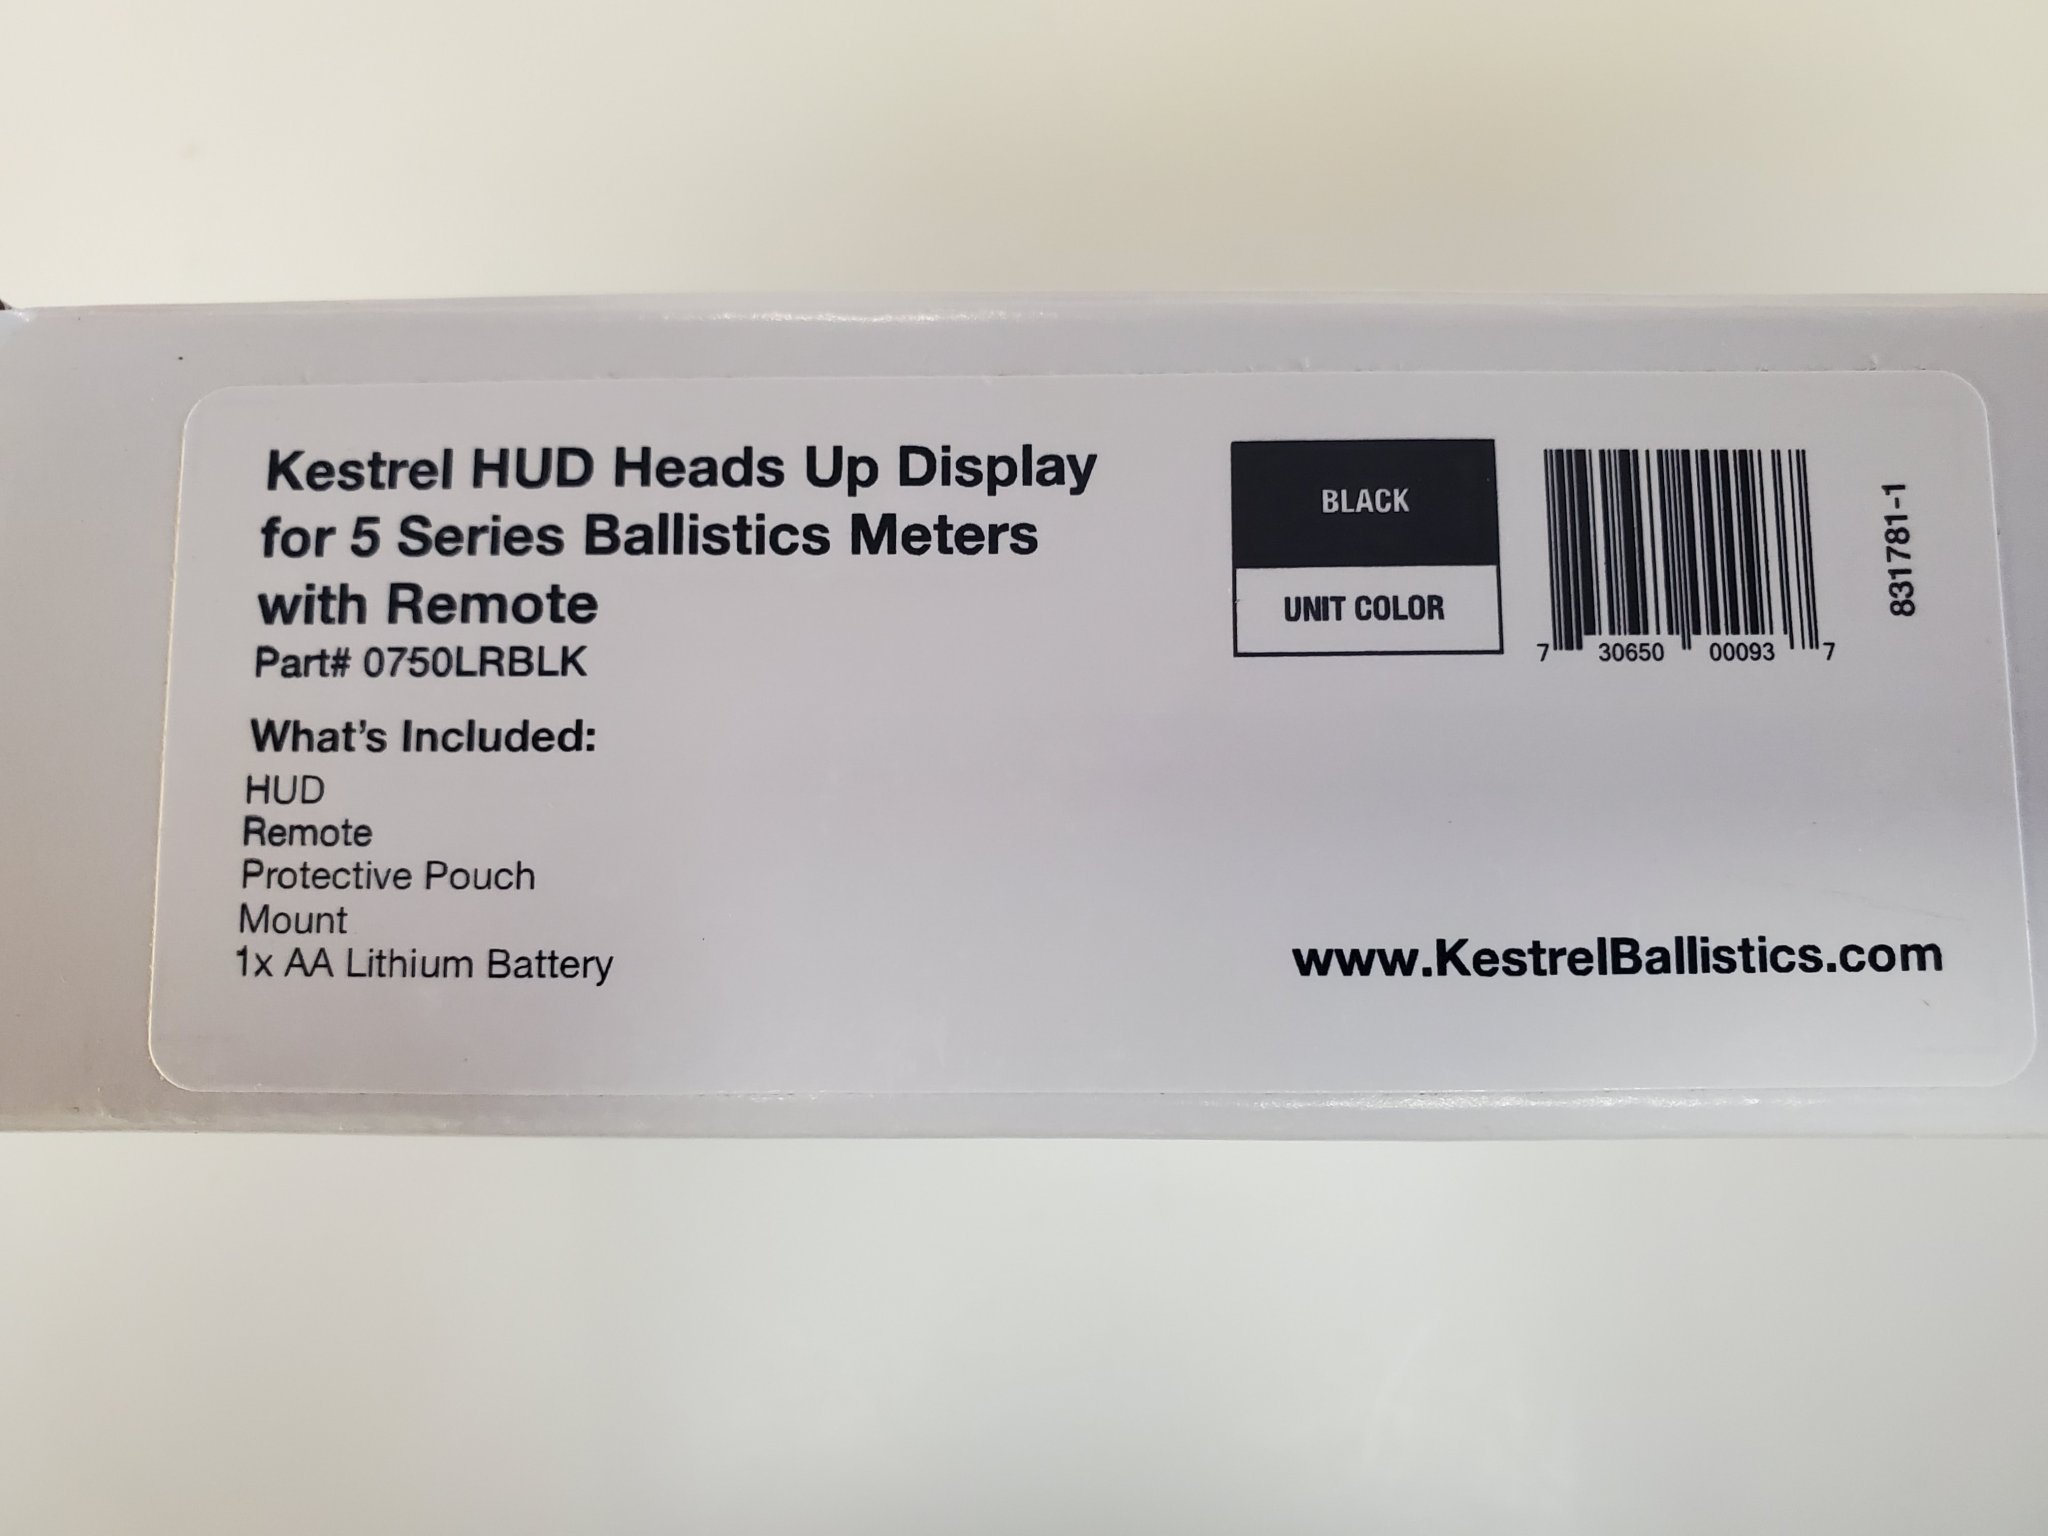 Kestrel HUD Heads Up Display
for 5 Series Ballistics Meters
with Remote
Part# 0750LRBLK
What's Included:
HUD
Remote
Protective Pouch
Mount
1x AA Lithium Battery
BLACK
UNIT COLOR
7 30650 00093 7
831781-1
www.KestrelBallistics.com